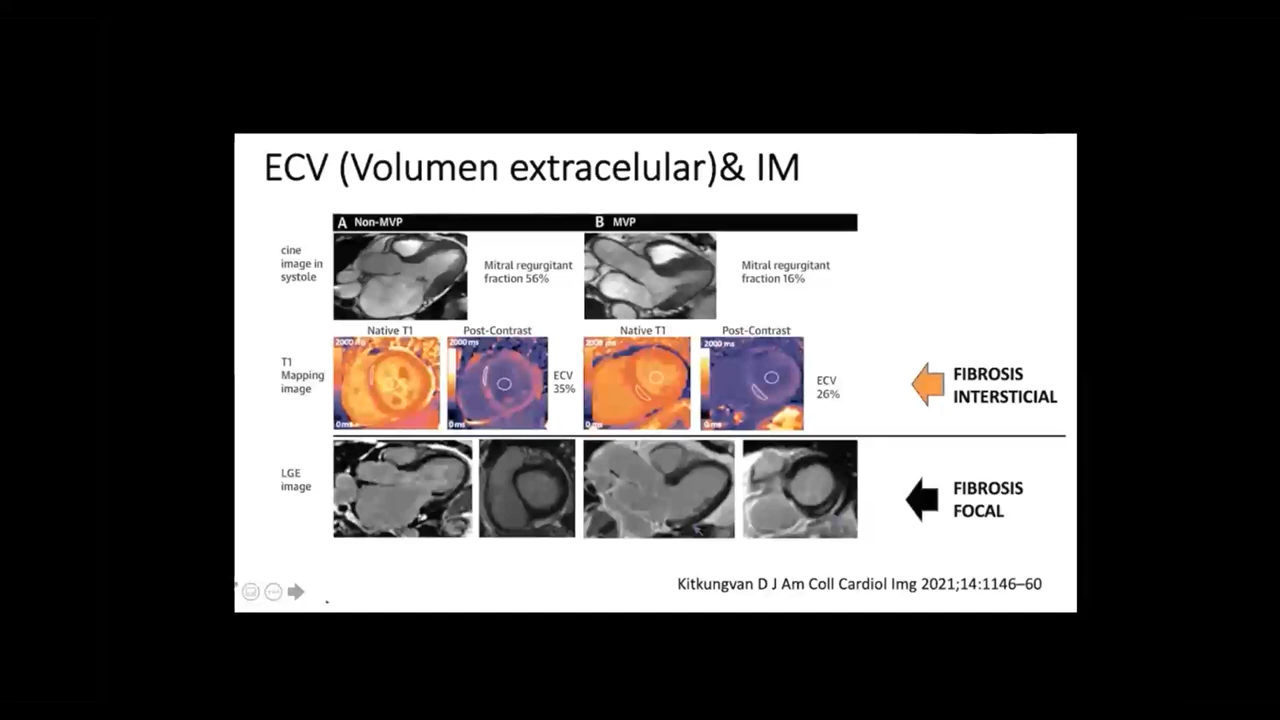 ECV (Volumen extracelular)& IM
A Non-MVP
B MVP
cine
image in
systole
Mitral regurgitant
fraction 56%
Mitral regurgitant
fraction 16%
Native T1
Post-Contrast
Native T1
Post-Contrast
T1
Mapping
image
2000 ms
0 ms
2000 ms
0 ms
ECV
35%
2000 ms
0 ms
2000 ms
0 ms
ECV
26%
FIBROSIS
INTERSTICIAL
LGE
image
FIBROSIS
FOCAL
Kitkungvan D J Am Coll Cardiol Img 2021;14:1146–60